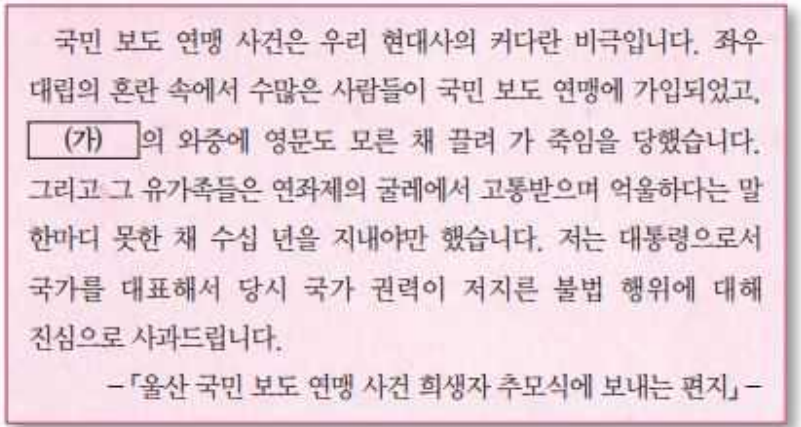 국민 보도 연맹 사건은 우리 현대사의 커다란 비극입니다. 좌우
대립의 혼란 속에서 수많은 사람들이 국민 보도 연맹에 가입되었고,
(가) 의 와중에 영문도 모른 채 끌려 가 죽임을 당했습니다.
그리고 그 유가족들은 연좌제의 굴레에서 고통받으며 억울하다는 말
한마디 못한 채 수십 년을 지내야만 했습니다. 저는 대통령으로서
국가를 대표해서 당시 국가 권력이 저지른 불법 행위에 대해
진심으로 사과드립니다.
-「울산 국민 보도 연맹 사건 희생자 추모식에 보내는 편지」-